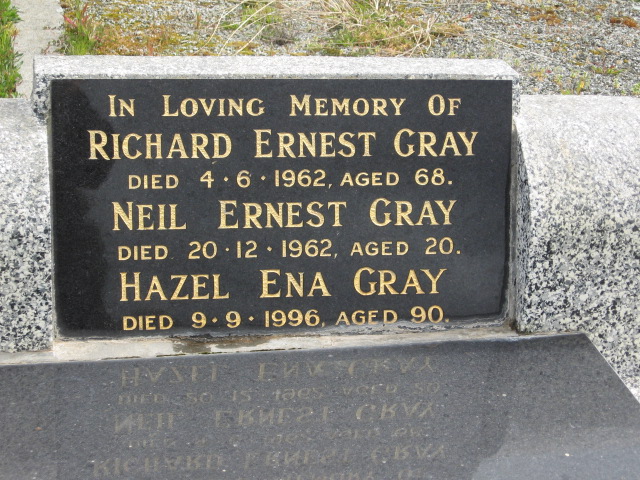 In Loving Memory Of
Richard Ernest Gray
Died 4·6·1962, aged 68.
Neil Ernest Gray
Died 20·12·1962, aged 20.
Hazel Ena Gray
Died 9·9·1996, aged 90.